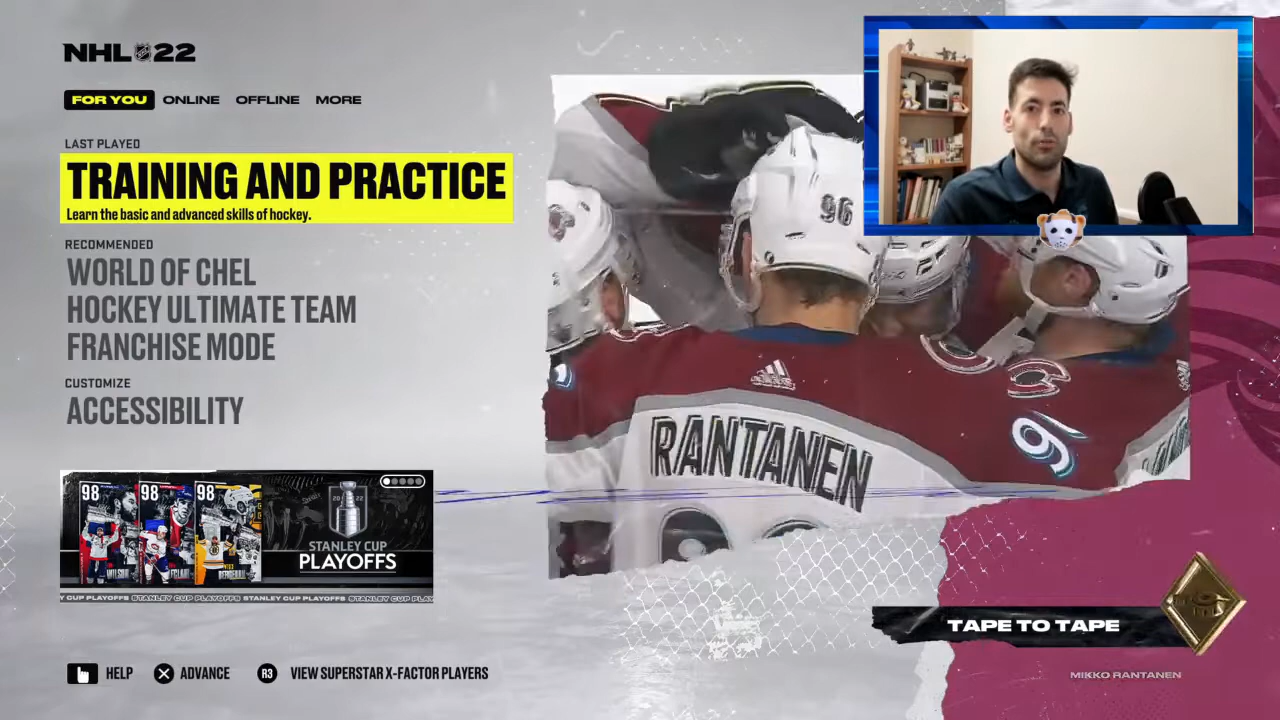 NHL 22
FOR YOU ONLINE OFFLINE MORE
LAST PLAYED
TRAINING AND PRACTICE
Learn the basic and advanced skills of hockey.
RECOMMENDED
WORLD OF CHEL
HOCKEY ULTIMATE TEAM
FRANCHISE MODE
CUSTOMIZE
ACCESSIBILITY
96
RANTANEN
98 98 98
20 22
STANLEY CUP
PLAYOFFS
Y CUP PLAYOFFS STANLEY CUP PLAYOFFS STANLEY CUP PLAYOFFS STANLEY CUP PLA
TAPE TO TAPE
MIKKO RANTANEN
HELP ADVANCE R3 VIEW SUPERSTAR X-FACTOR PLAYERS